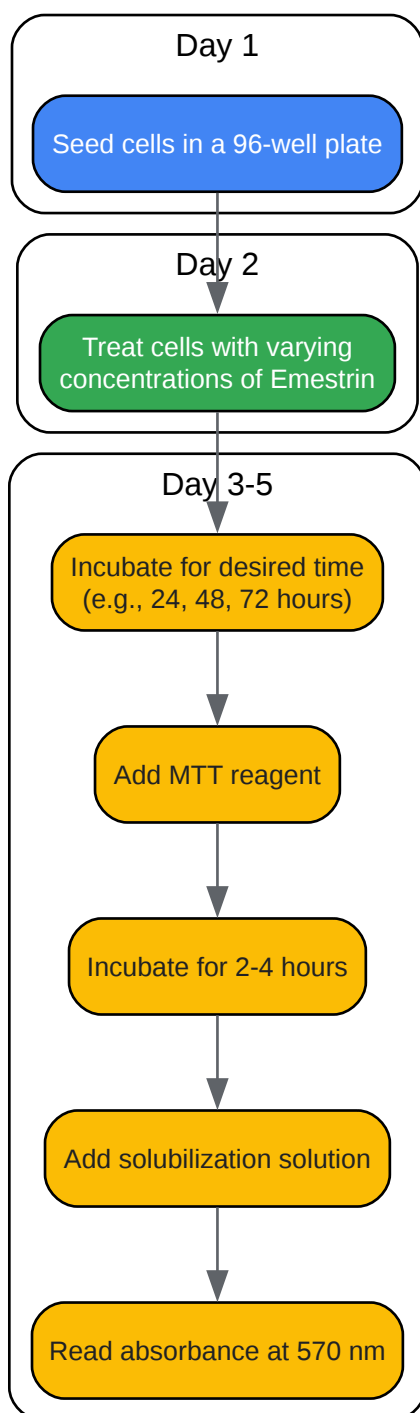 Day 1
Seed cells in a 96-well plate
Day 2
Treat cells with varying
concentrations of Emestrin
Day 3-5
Incubate for desired time
(e.g., 24, 48, 72 hours)
Add MTT reagent
Incubate for 2-4 hours
Add solubilization solution
Read absorbance at 570 nm